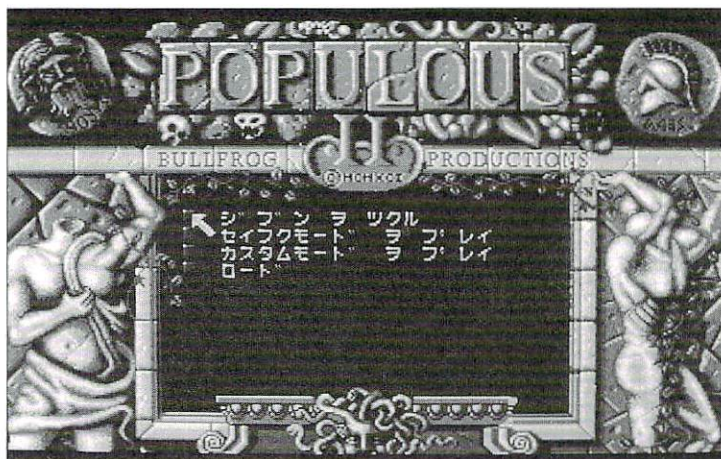 POPULOUS
II
BULLFROG PRODUCTIONS
©MCMXCI
ジブン ヲ ツクル
セイフクモード ヲ プレイ
カスタムモード ヲ プレイ
ロード